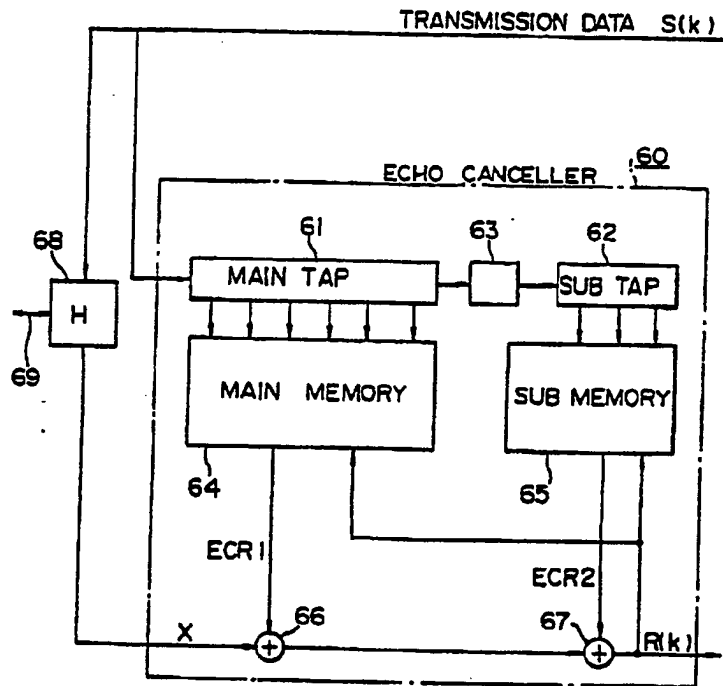 TRANSMISSION DATA S(k)
ECHO CANCELLER 60
61
63
62
68
MAIN TAP
SUB TAP
H
69
MAIN MEMORY
SUB MEMORY
64
65
ECR1
ECR2
66
67
X
R(k)